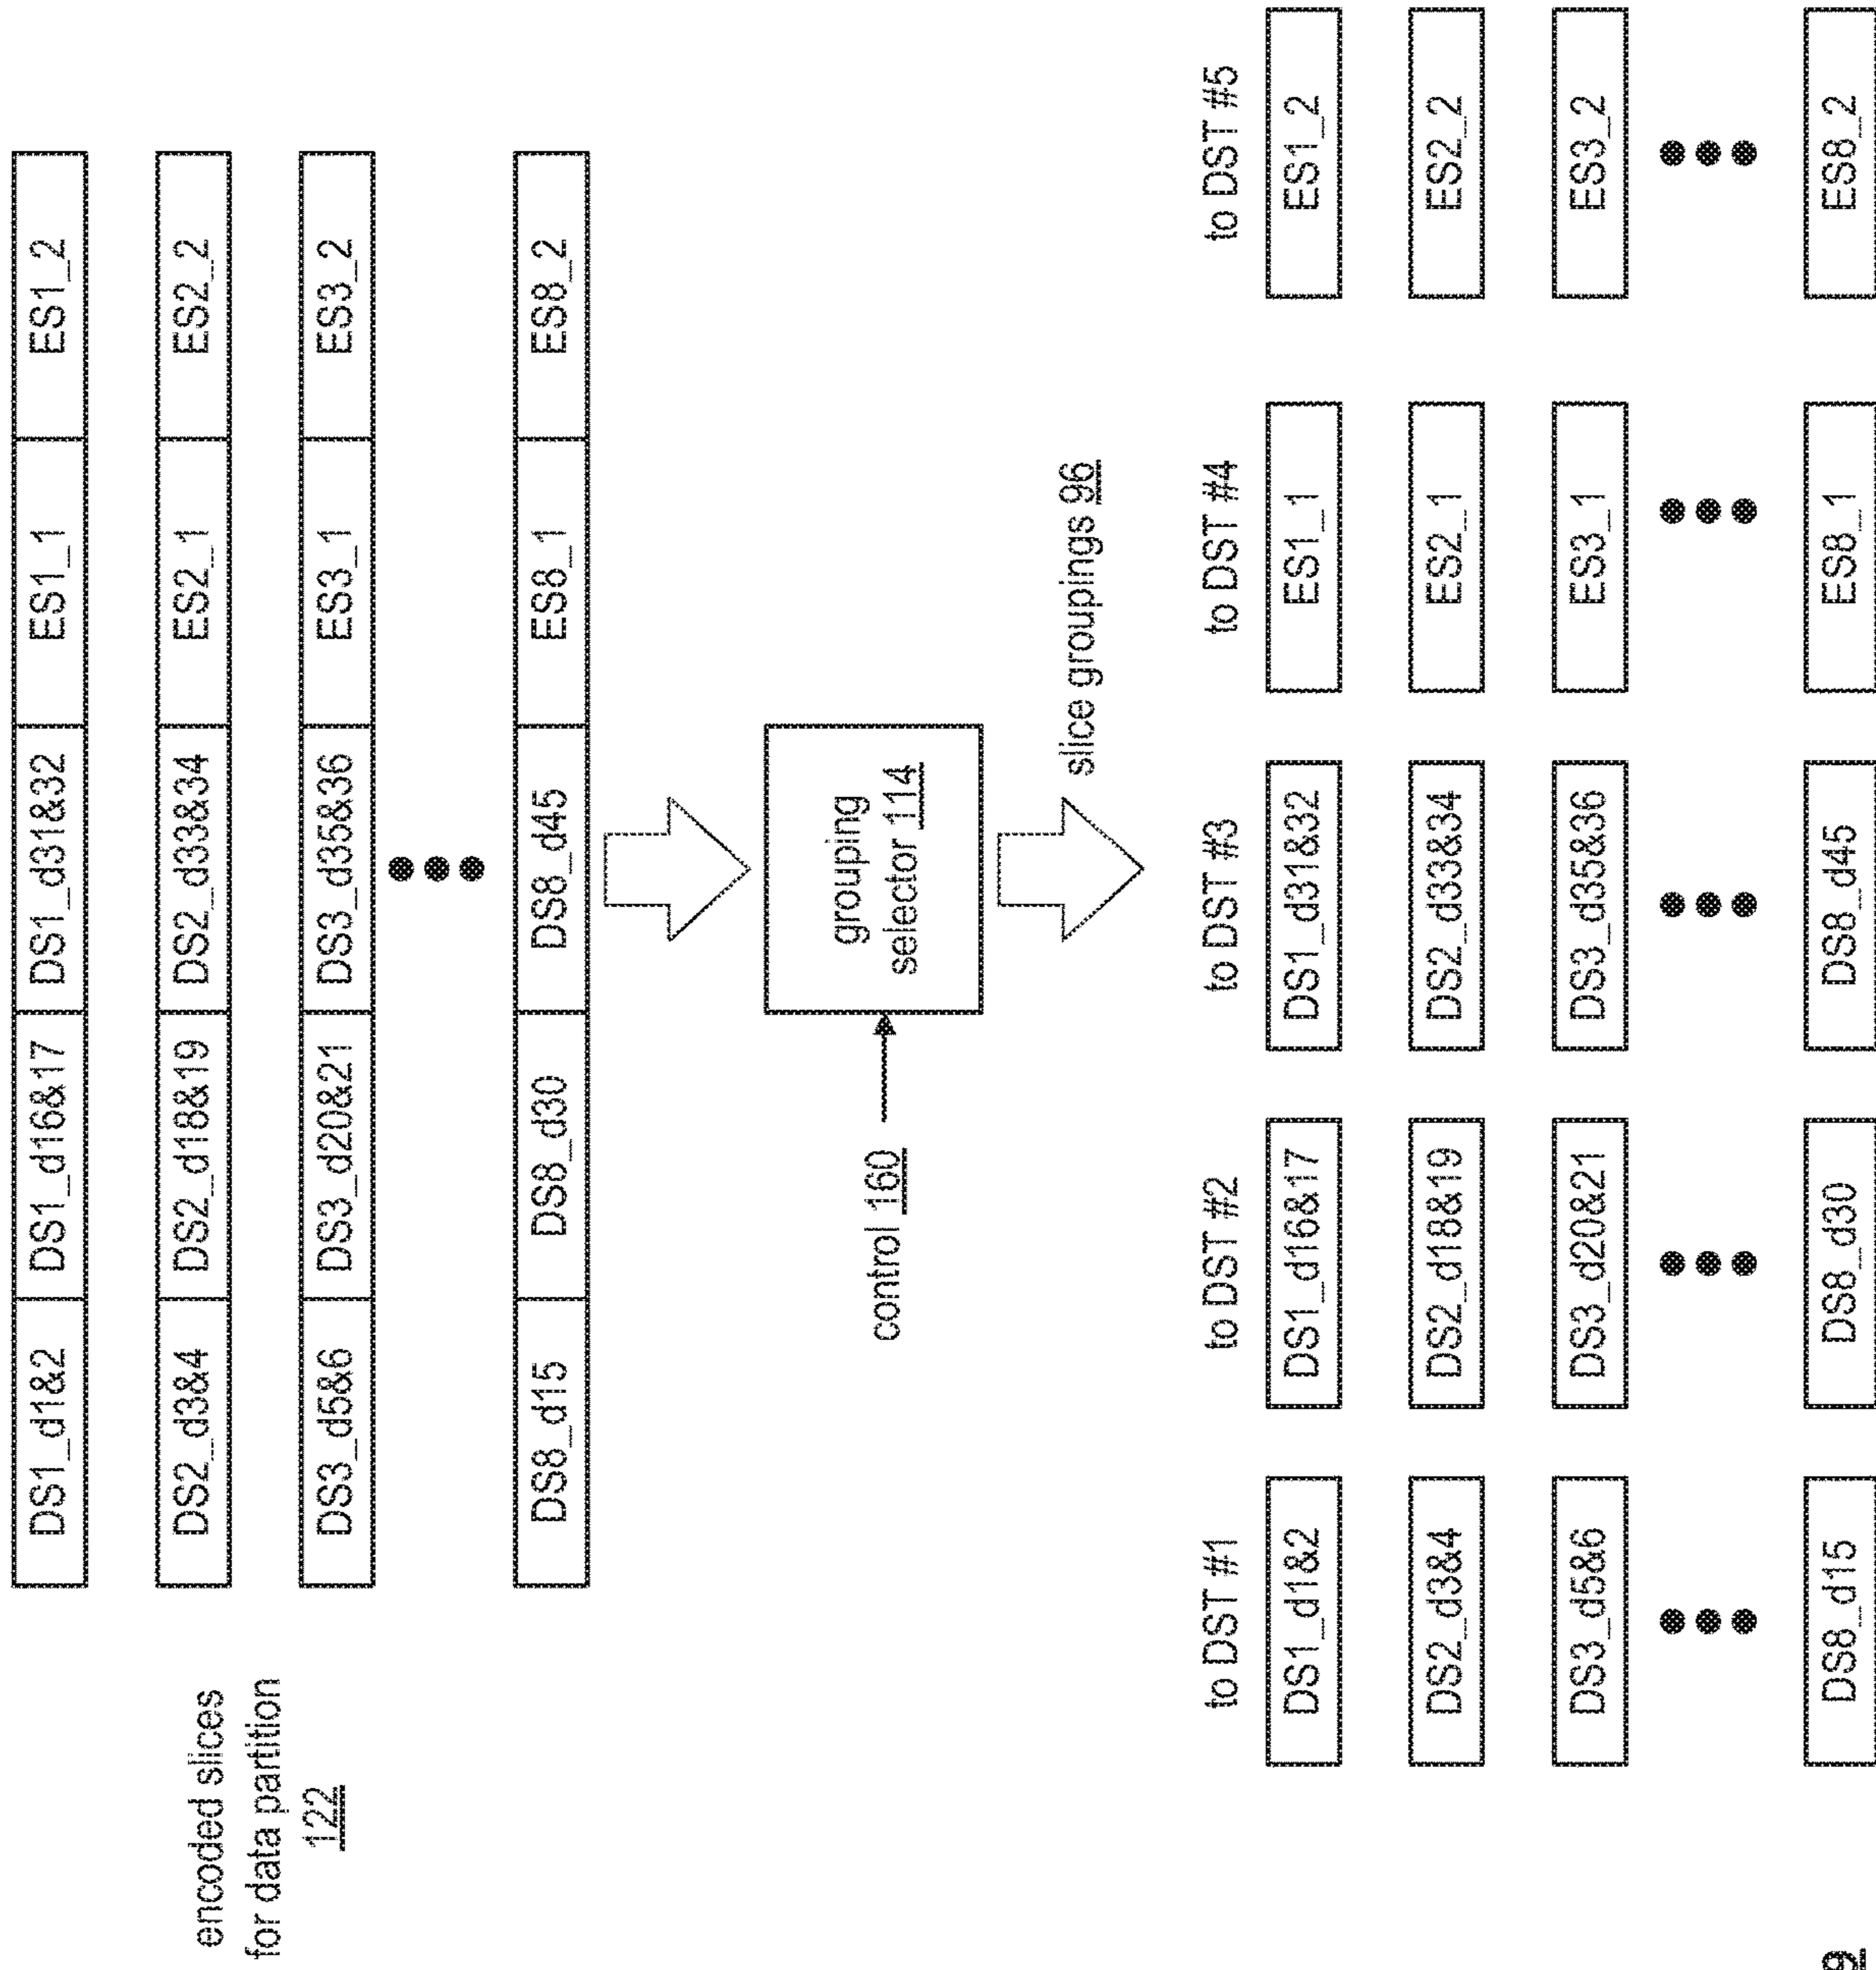 encoded slices
for data partition
122
DS1_d1&2 DS1_d16&17 DS1_d31&32 ES1_1 ES1_2
DS2_d3&4 DS2_d18&19 DS2_d33&34 ES2_1 ES2_2
DS3_d5&6 DS3_d20&21 DS3_d35&36 ES3_1 ES3_2
DS8_d15 DS8_d30 DS8_d45 ES8_1 ES8_2
control 160
grouping
selector 114
slice groupings 96
to DST #1 to DST #2 to DST #3 to DST #4 to DST #5
DS1_d1&2 DS1_d16&17 DS1_d31&32 ES1_1 ES1_2
DS2_d3&4 DS2_d18&19 DS2_d33&34 ES2_1 ES2_2
DS3_d5&6 DS3_d20&21 DS3_d35&36 ES3_1 ES3_2
DS8_d15 DS8_d30 DS8_d45 ES8_1 ES8_2